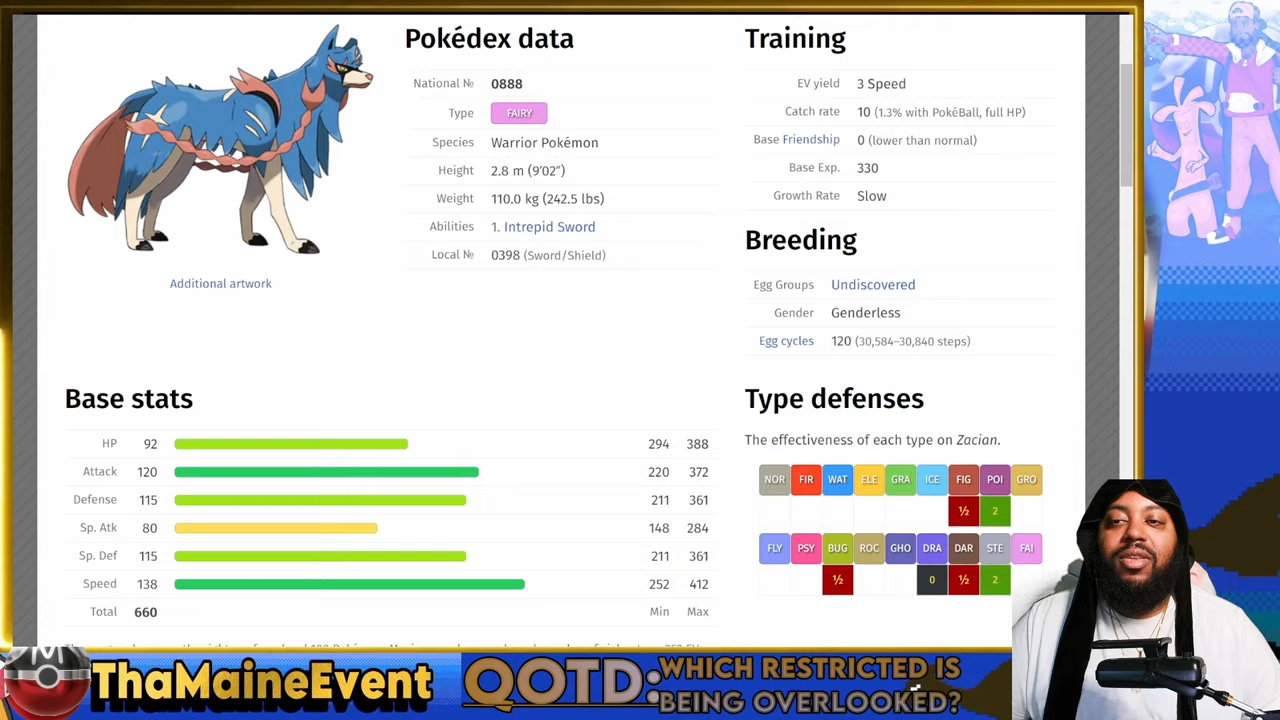 Pokédex data
National № 0888
Type FAIRY
Species Warrior Pokémon
Height 2.8 m (9′02″)
Weight 110.0 kg (242.5 lbs)
Abilities 1. Intrepid Sword
Local № 0398 (Sword/Shield)
Additional artwork
Training
EV yield 3 Speed
Catch rate 10 (1.3% with PokéBall, full HP)
Base Friendship 0 (lower than normal)
Base Exp. 330
Growth Rate Slow
Breeding
Egg Groups Undiscovered
Gender Genderless
Egg cycles 120 (30,584–30,840 steps)
Base stats
HP 92 294 388
Attack 120 220 372
Defense 115 211 361
Sp. Atk 80 148 284
Sp. Def 115 211 361
Speed 138 252 412
Total 660 Min Max
Type defenses
The effectiveness of each type on Zacian.
NOR FIR WAT ELE GRA ICE FIG POI GRO
½ 2
FLY PSY BUG ROC GHO DRA DAR STE FAI
½ 0 ½ 2
M
ThaMaineEvent
QOTD: WHICH RESTRICTED IS
BEING OVERLOOKED?